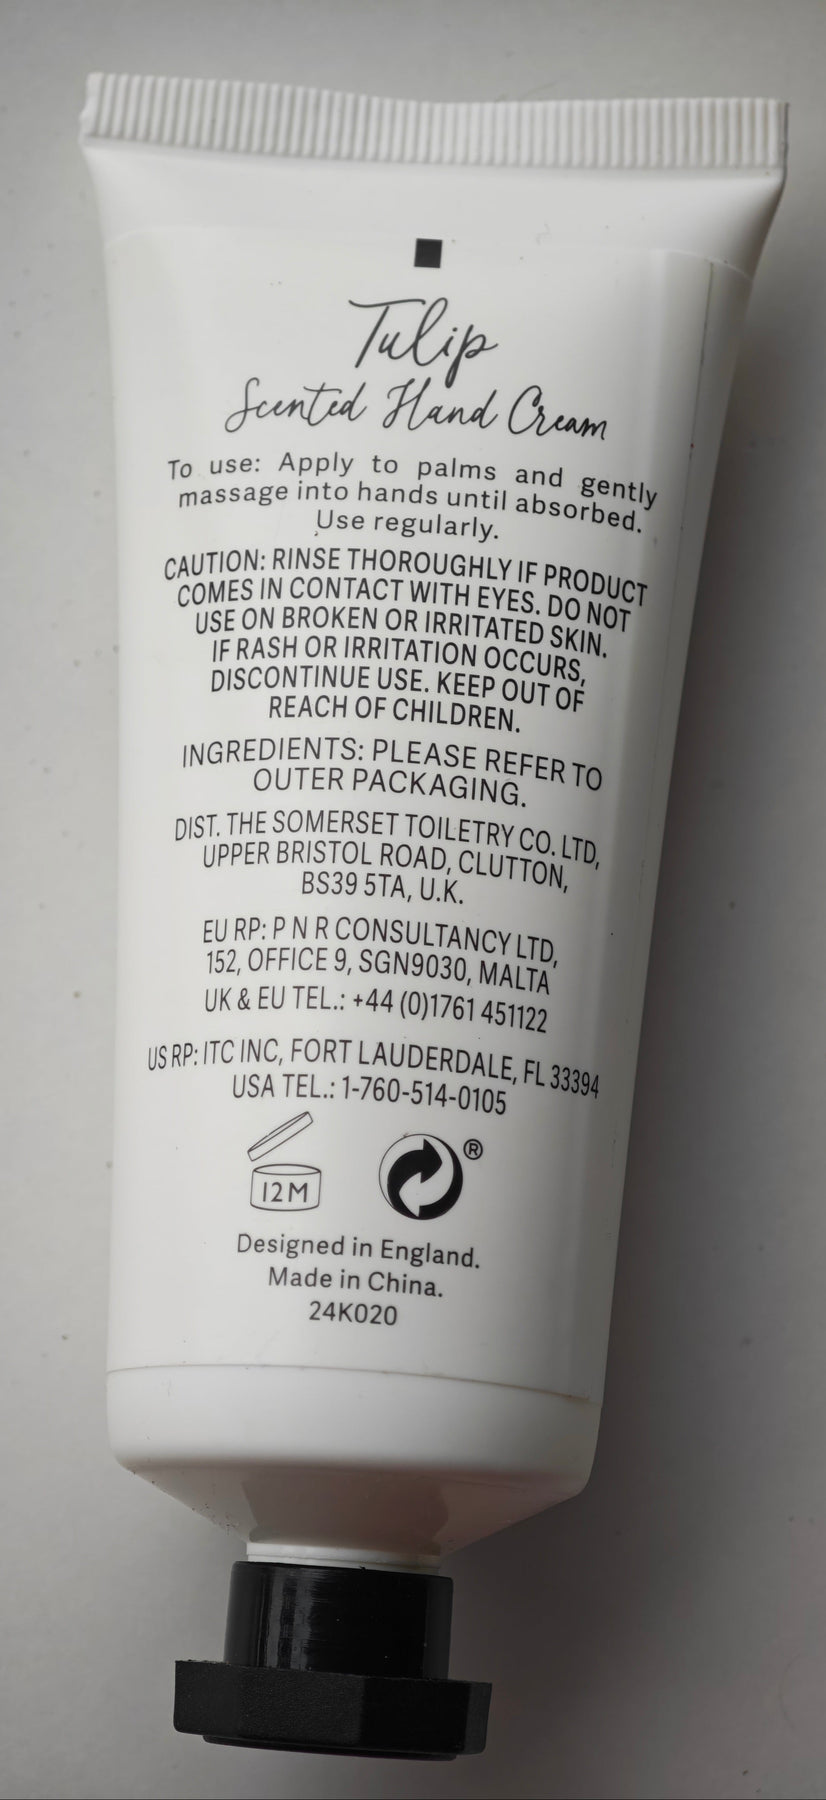 Tulip
Scented Hand Cream
To use: Apply to palms and gently
massage into hands until absorbed.
Use regularly.
CAUTION: RINSE THOROUGHLY IF PRODUCT
COMES IN CONTACT WITH EYES. DO NOT
USE ON BROKEN OR IRRITATED SKIN.
IF RASH OR IRRITATION OCCURS,
DISCONTINUE USE. KEEP OUT OF
REACH OF CHILDREN.
INGREDIENTS: PLEASE REFER TO
OUTER PACKAGING.
DIST. THE SOMERSET TOILETRY CO. LTD,
UPPER BRISTOL ROAD, CLUTTON,
BS39 5TA, U.K.
EU RP: P N R CONSULTANCY LTD,
152, OFFICE 9, SGN9030, MALTA
UK & EU TEL.: +44 (0)1761 451122
US RP: ITC INC, FORT LAUDERDALE, FL 33394
USA TEL.: 1-760-514-0105
12M ®
Designed in England.
Made in China.
24K020